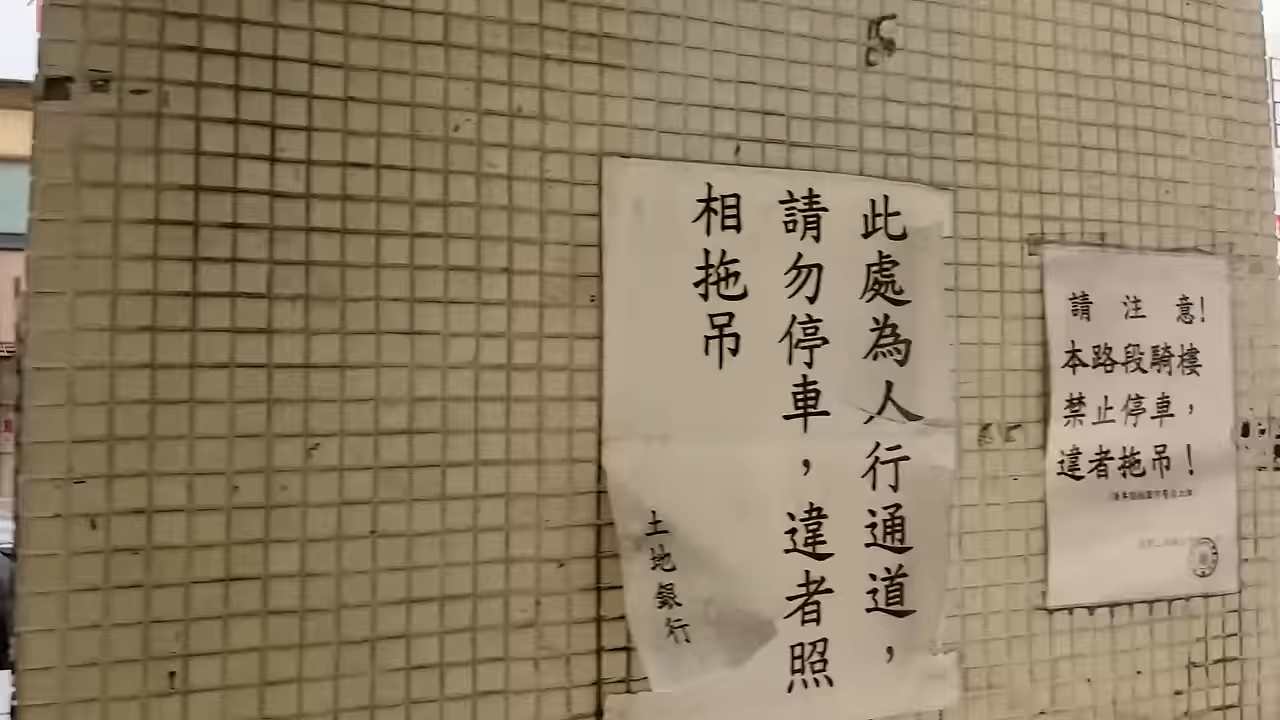 此處為人行通道，
請勿停車，違者照
相拖吊
土地銀行
請注意!
本路段騎樓
禁止停車，
違者拖吊！